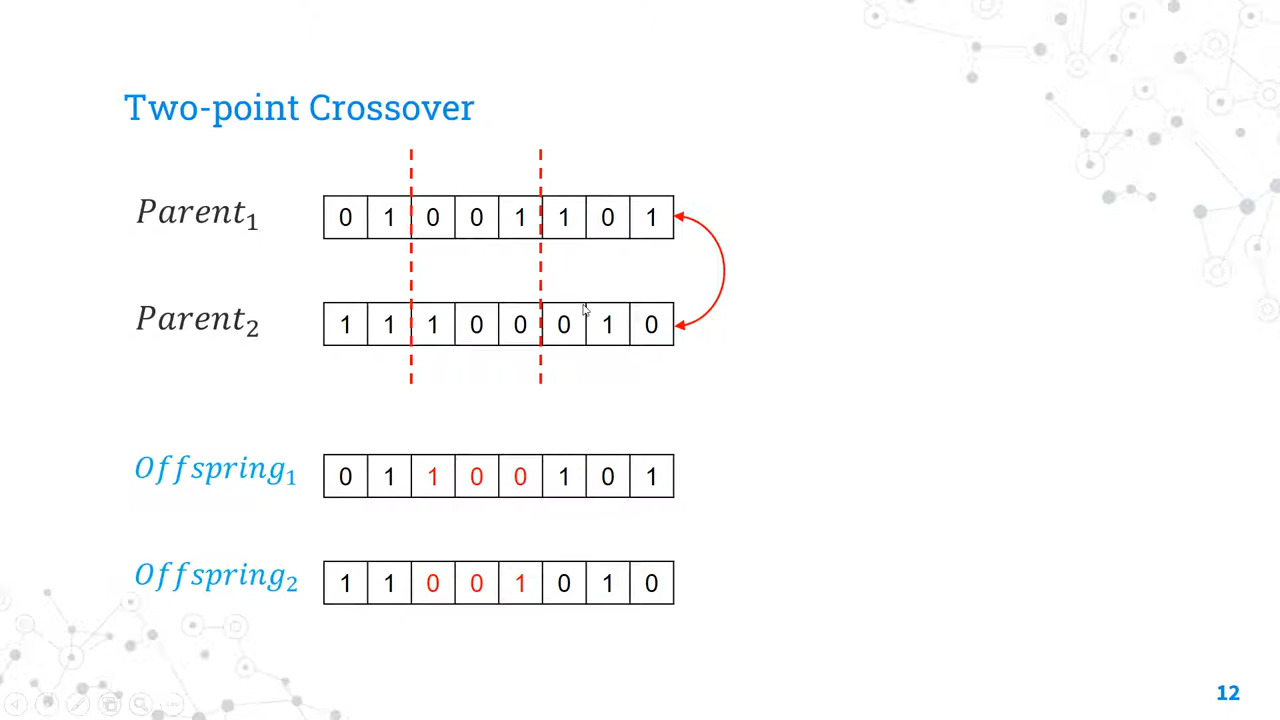 Two-point Crossover
Parent₁ 0 1 0 0 1 1 0 1
Parent₂ 1 1 1 0 0 0 1 0
Offspring₁ 0 1 1 0 0 1 0 1
Offspring₂ 1 1 0 0 1 0 1 0
12